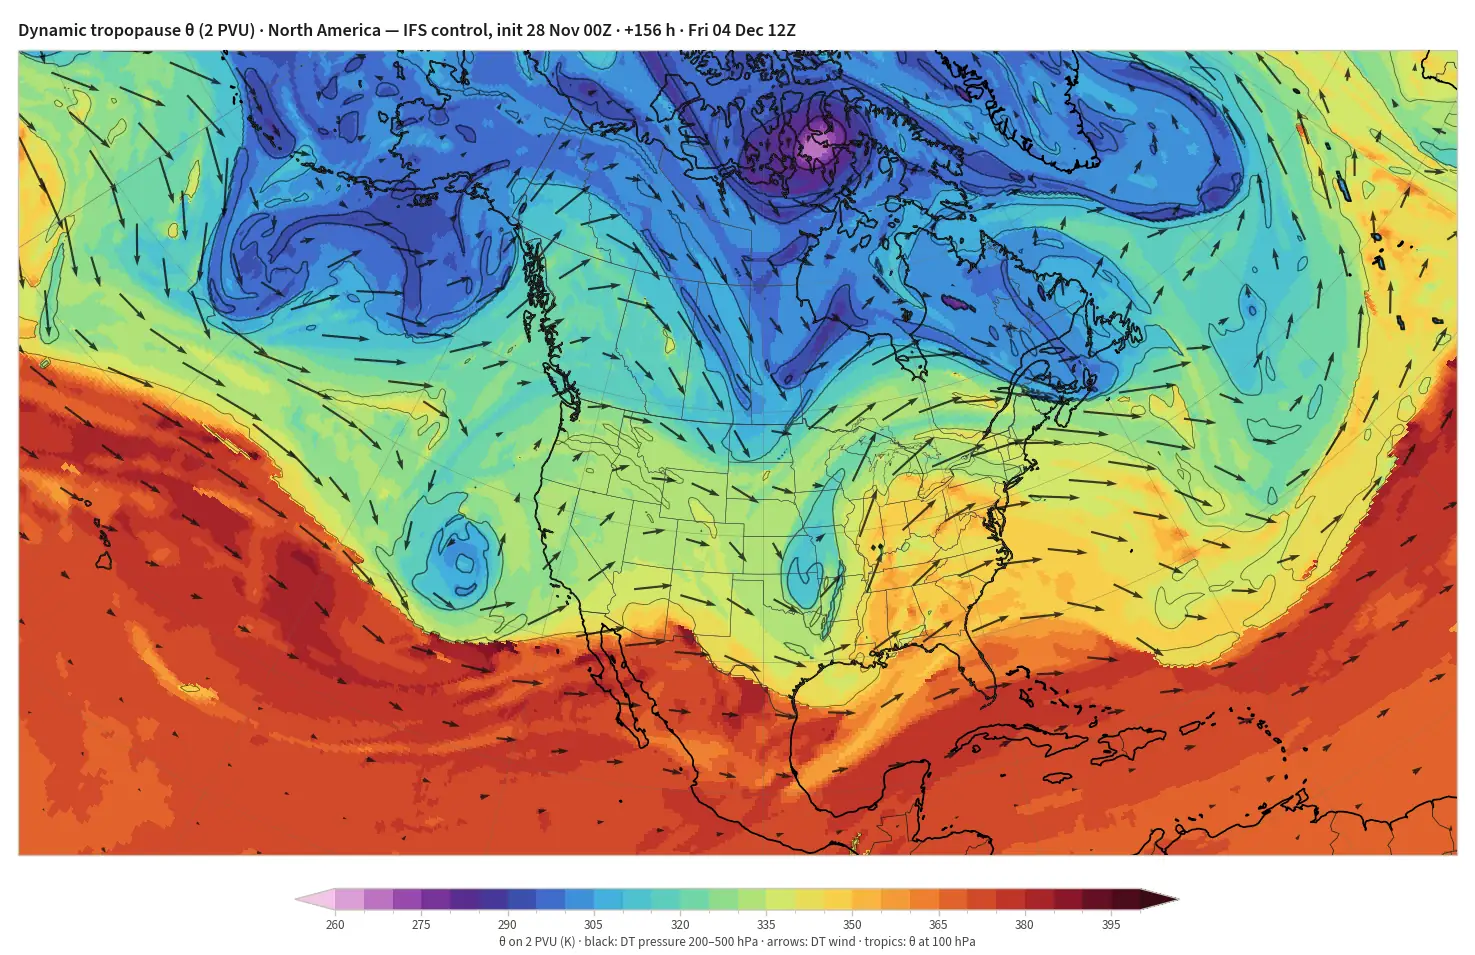 Dynamic tropopause θ (2 PVU) · North America — IFS control, init 28 Nov 00Z · +156 h · Fri 04 Dec 12Z
260 275 290 305 320 335 350 365 380 395
θ on 2 PVU (K) · black: DT pressure 200–500 hPa · arrows: DT wind · tropics: θ at 100 hPa